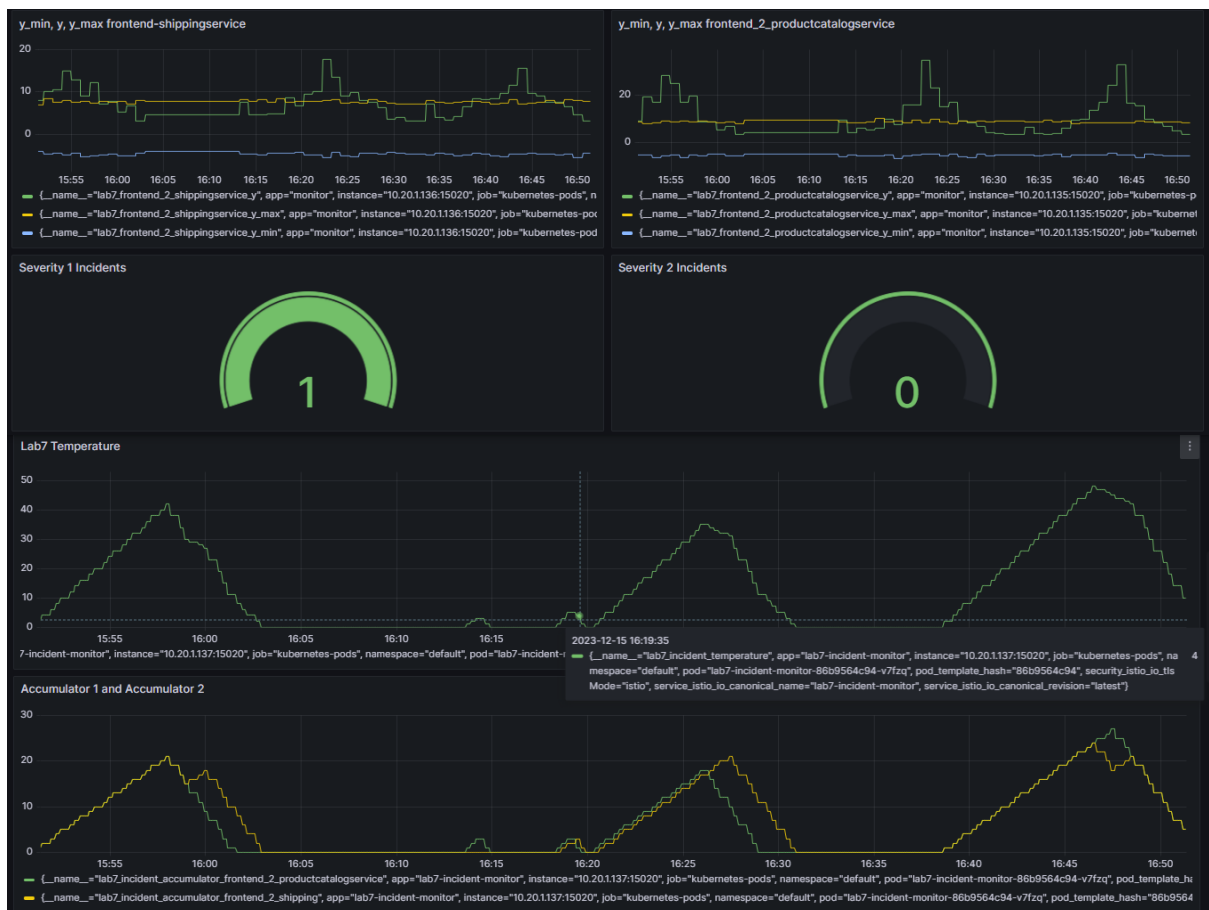 y_min, y, y_max frontend-shippingservice
20
10
0
15:55 16:00 16:05 16:10 16:15 16:20 16:25 16:30 16:35 16:40 16:45 16:50
{__name__="lab7_frontend_2_shippingservice_y", app="monitor", instance="10.20.1.136:15020", job="kubernetes-pods", n
{__name__="lab7_frontend_2_shippingservice_y_max", app="monitor", instance="10.20.1.136:15020", job="kubernetes-poc
{__name__="lab7_frontend_2_shippingservice_y_min", app="monitor", instance="10.20.1.136:15020", job="kubernetes-pod
y_min, y, y_max frontend_2_productcatalogservice
20
0
15:55 16:00 16:05 16:10 16:15 16:20 16:25 16:30 16:35 16:40 16:45 16:50
{__name__="lab7_frontend_2_productcatalogservice_y", app="monitor", instance="10.20.1.135:15020", job="kubernetes-p
{__name__="lab7_frontend_2_productcatalogservice_y_max", app="monitor", instance="10.20.1.135:15020", job="kubernet
{__name__="lab7_frontend_2_productcatalogservice_y_min", app="monitor", instance="10.20.1.135:15020", job="kubernet
Severity 1 Incidents
1
Severity 2 Incidents
0
Lab7 Temperature
50
40
30
20
10
0
15:55 16:00 16:05 16:10 16:15
7-incident-monitor", instance="10.20.1.137:15020", job="kubernetes-pods", namespace="default", pod="lab7-incident-
2023-12-15 16:19:35
{__name__="lab7_incident_temperature", app="lab7-incident-monitor", instance="10.20.1.137:15020", job="kubernetes-pods", na 4
mespace="default", pod="lab7-incident-monitor-86b9564c94-v7fzq", pod_template_hash="86b9564c94", security_istio_io_tls
Mode="istio", service_istio_io_canonical_name="lab7-incident-monitor", service_istio_io_canonical_revision="latest"}
Accumulator 1 and Accumulator 2
30
20
10
0
15:55 16:00 16:05 16:10 16:15 16:20 16:25 16:30 16:35 16:40 16:45 16:50
{__name__="lab7_incident_accumulator_frontend_2_productcatalogservice", app="lab7-incident-monitor", instance="10.20.1.137:15020", job="kubernetes-pods", namespace="default", pod="lab7-incident-monitor-86b9564c94-v7fzq", pod_template_ha
{__name__="lab7_incident_accumulator_frontend_2_shipping", app="lab7-incident-monitor", instance="10.20.1.137:15020", job="kubernetes-pods", namespace="default", pod="lab7-incident-monitor-86b9564c94-v7fzq", pod_template_hash="86b9564